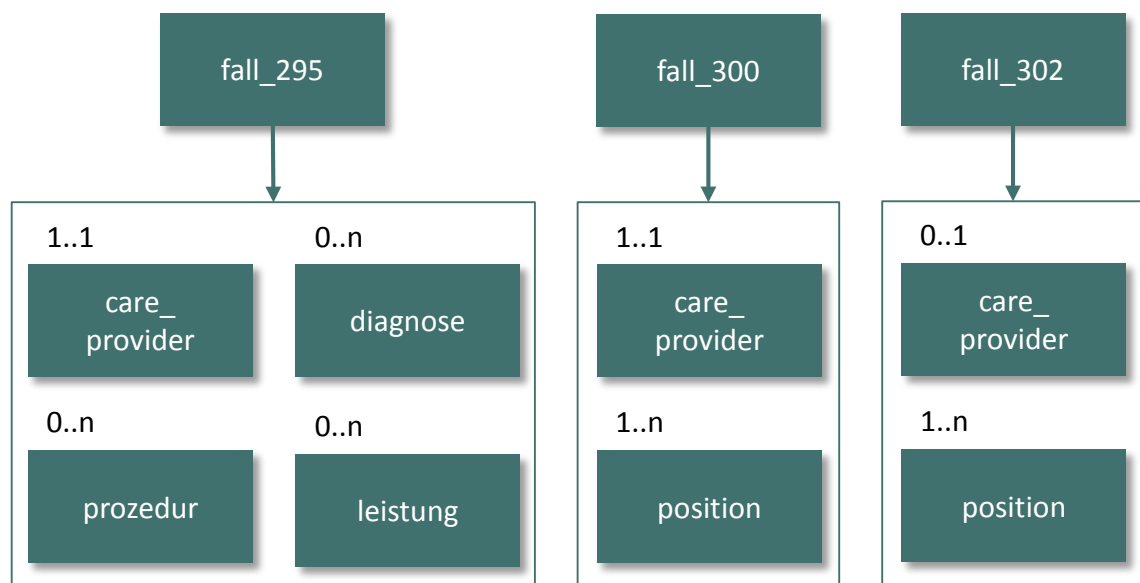 fall_295
fall_300
fall_302
1..1
0..n
care_
provider
diagnose
0..n
0..n
prozedur
leistung
1..1
care_
provider
1..n
position
0..1
care_
provider
1..n
position